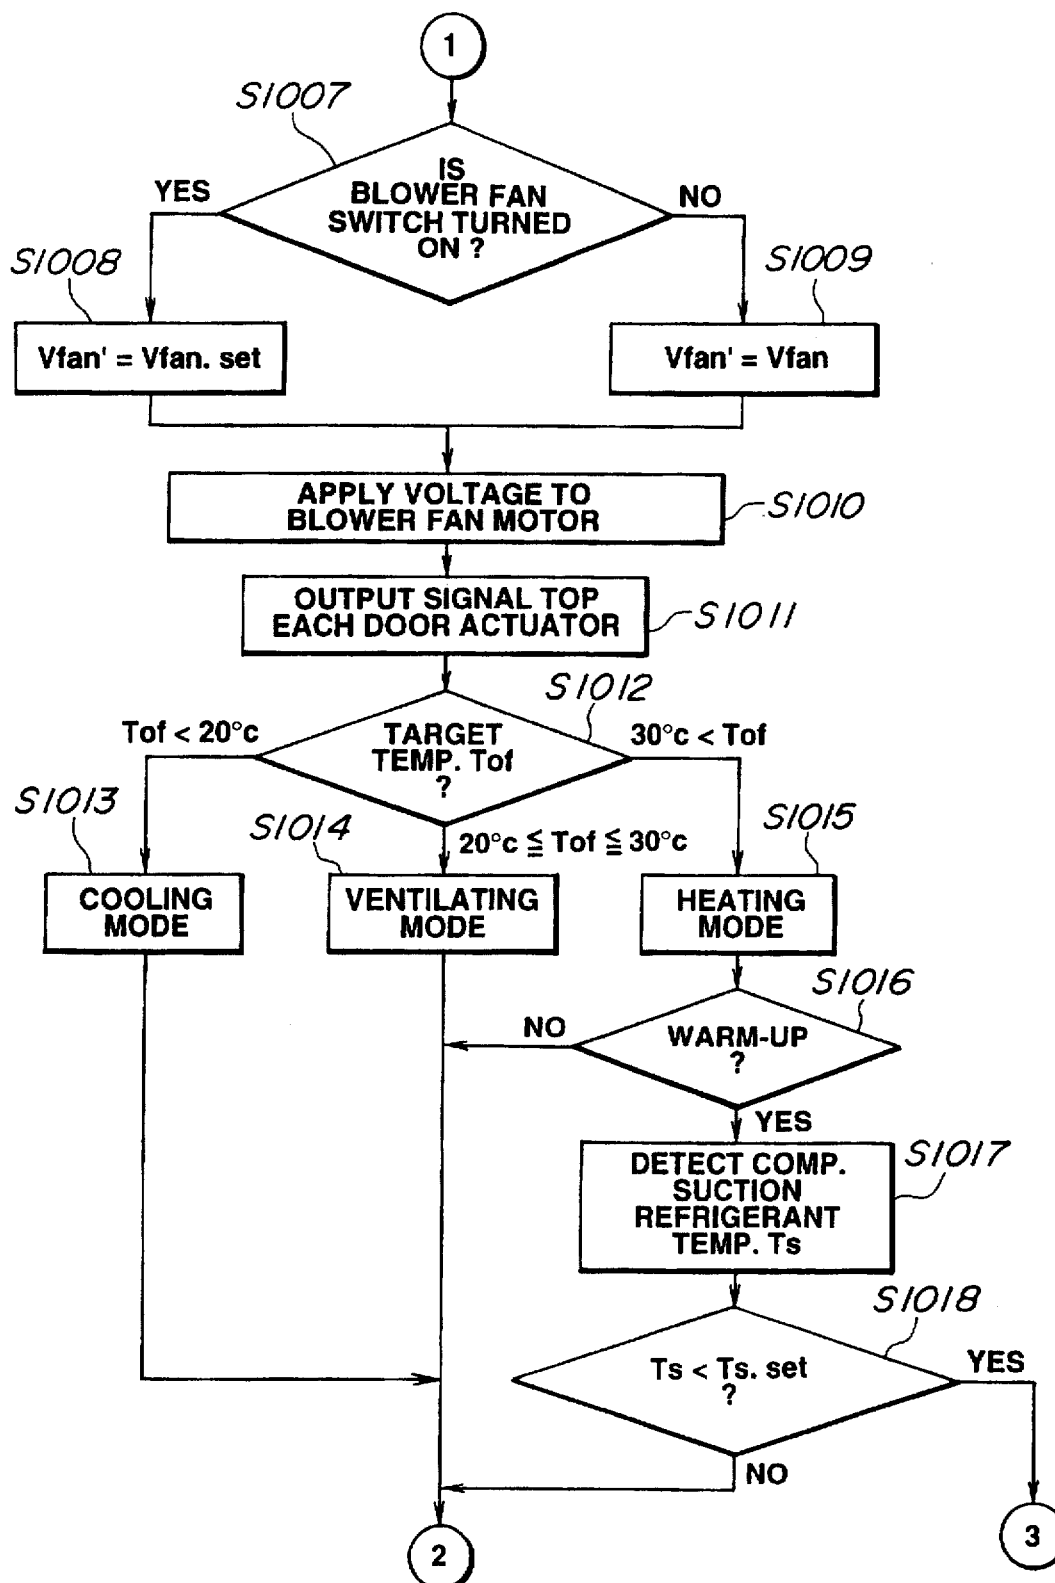 1
S1007
IS
BLOWER FAN
SWITCH TURNED
ON ?
YES
NO
S1008
S1009
Vfan' = Vfan. set
Vfan' = Vfan
APPLY VOLTAGE TO
BLOWER FAN MOTOR
S1010
OUTPUT SIGNAL TOP
EACH DOOR ACTUATOR
S1011
S1012
Tof < 20°c
TARGET
TEMP. Tof
?
30°c < Tof
S1013
S1014
20°c ≦ Tof ≦ 30°c
S1015
COOLING
MODE
VENTILATING
MODE
HEATING
MODE
S1016
NO
WARM-UP
?
YES
S1017
DETECT COMP.
SUCTION
REFRIGERANT
TEMP. Ts
S1018
Ts < Ts. set
?
YES
NO
2
3